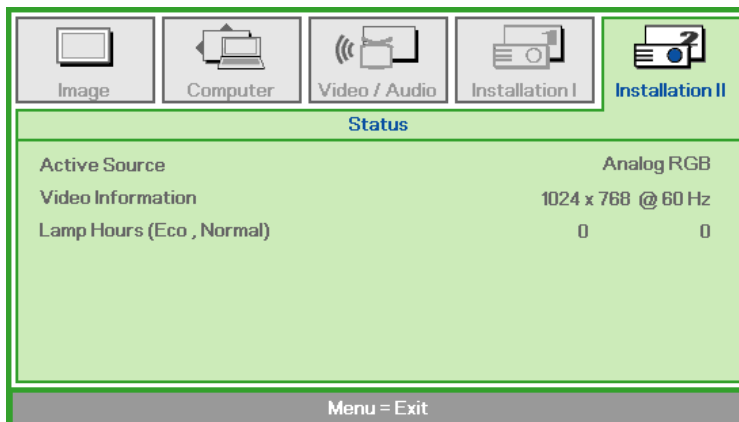 Image Computer Video / Audio Installation I Installation II
Status
Active Source Analog RGB
Video Information 1024 x 768 @ 60 Hz
Lamp Hours (Eco , Normal) 0 0
Menu = Exit